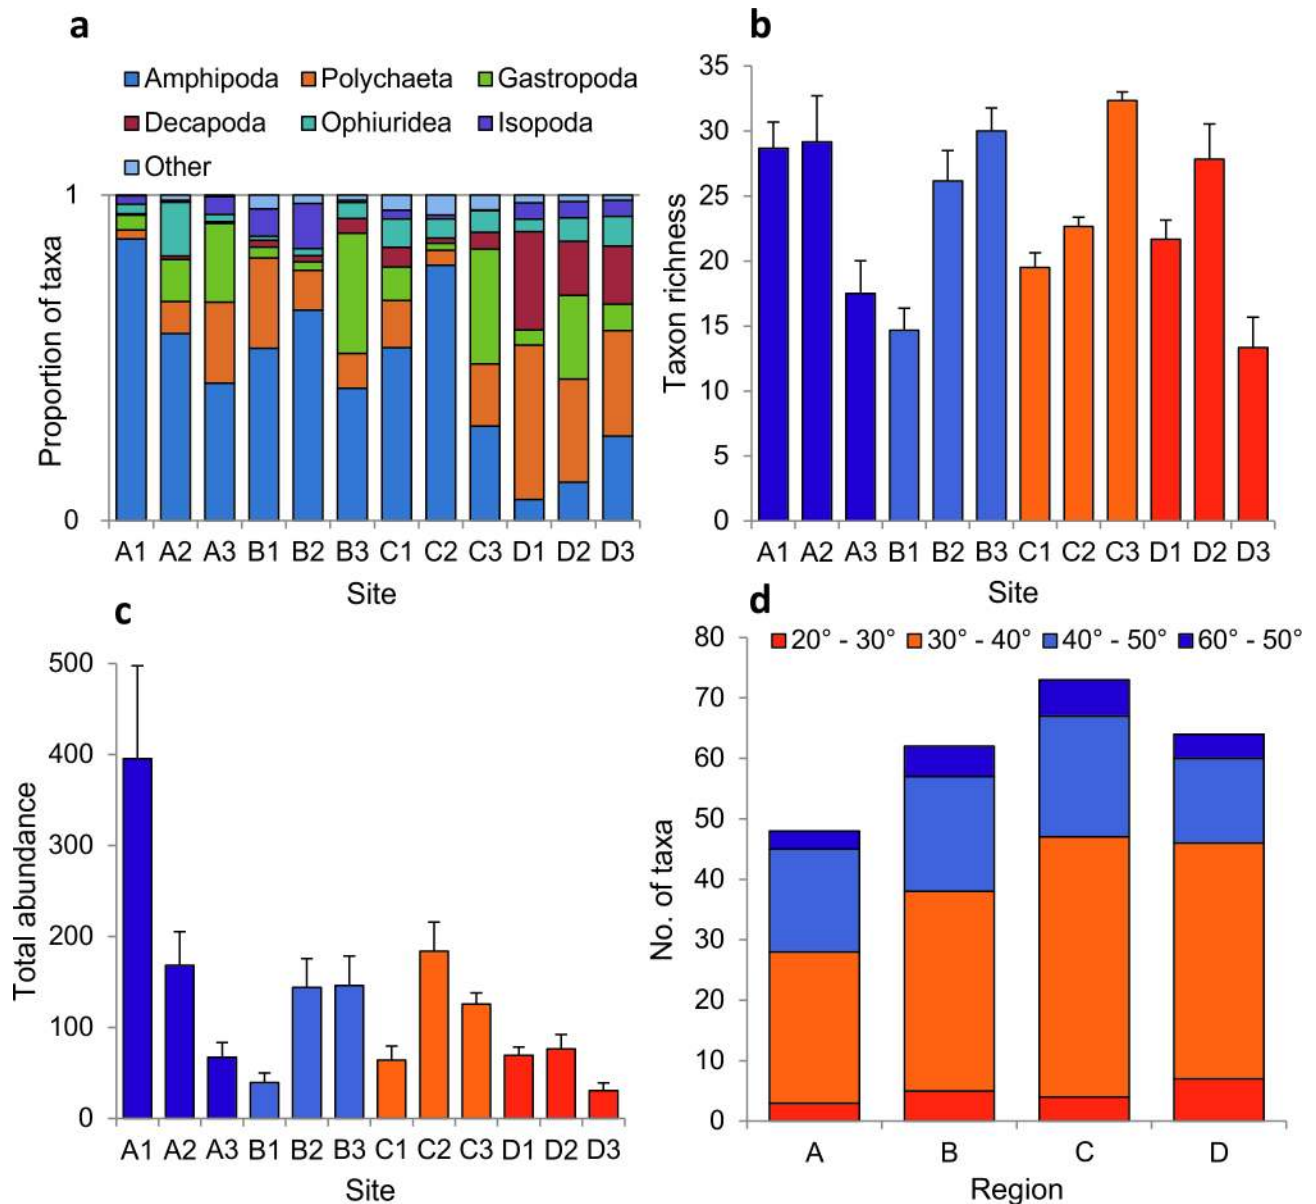 a
Amphipoda Polychaeta Gastropoda
Decapoda Ophiuridea Isopoda
Other
1
Proportion of taxa
0
A1 A2 A3 B1 B2 B3 C1 C2 C3 D1 D2 D3
Site
b
35
30
25
20
15
10
5
0
Taxon richness
A1 A2 A3 B1 B2 B3 C1 C2 C3 D1 D2 D3
Site
c
500
400
300
200
100
0
Total abundance
A1 A2 A3 B1 B2 B3 C1 C2 C3 D1 D2 D3
Site
d
20° - 30° 30° - 40° 40° - 50° 60° - 50°
80
70
60
50
40
30
20
10
0
No. of taxa
A B C D
Region